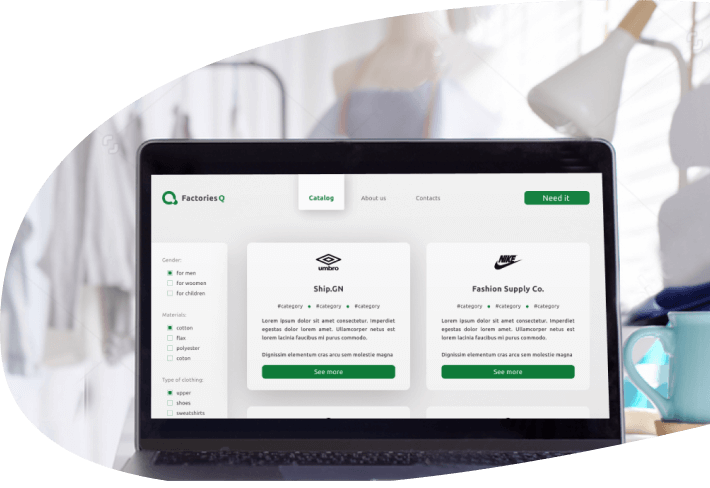 Factories Q
Catalog
About us
Contacts
Need it
Gender:
for men
for woomen
for children
Materials:
cotton
flax
polyester
coton
Type of clothing:
upper
shoes
sweatshirts
umbro
Ship.GN
#category #category #category
Lorem ipsum dolor sit amet consectetur. Imperdiet
egestas dolor lorem amet. Ullamcorper netus est
lorem iaculis faucibus mi purus commodo.
Dignissim elementum cras arcu sem molestie magna
See more
NIKE
Fashion Supply Co.
#category #category #category
Lorem ipsum dolor sit amet consectetur. Imperdiet
egestas dolor lorem amet. Ullamcorper netus est
lorem iaculis faucibus mi purus commodo.
Dignissim elementum cras arcu sem molestie magna
See more